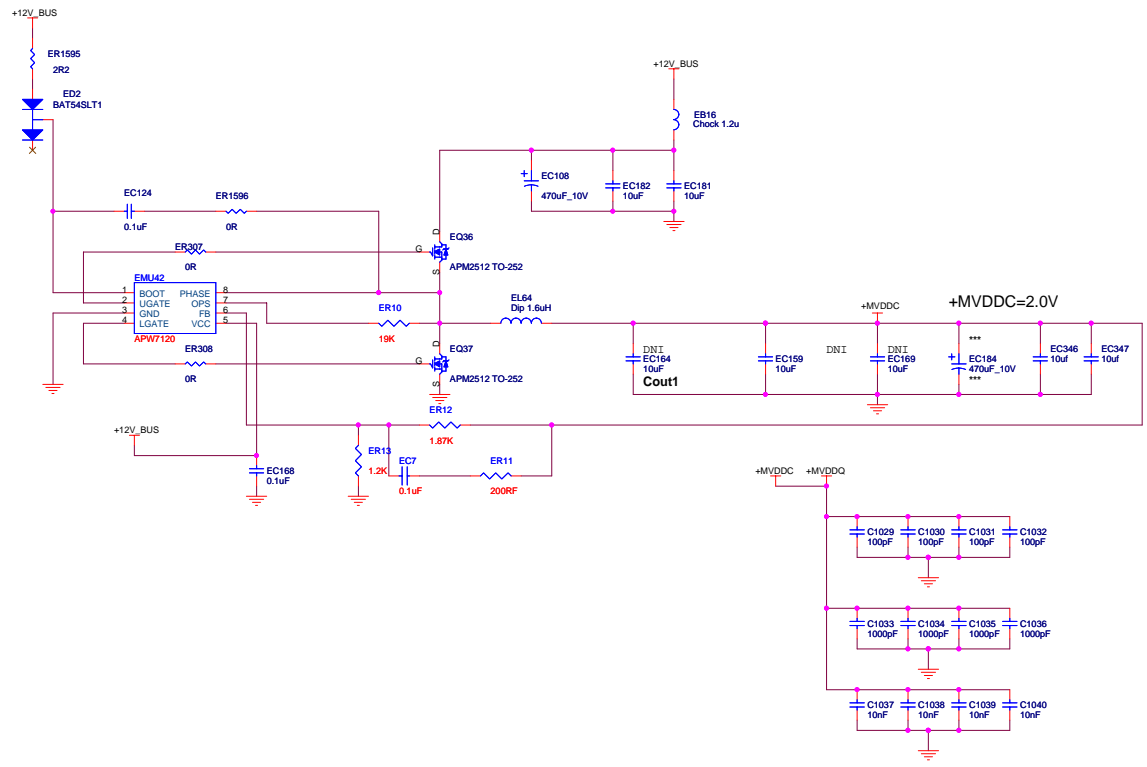 +12V_BUS
ER1595
2R2
ED2
BAT54SLT1
+12V_BUS
EB16
Chock 1.2u
EC108
470uF_10V
EC182
10uF
EC181
10uF
EC124
0.1uF
ER1596
0R
ER307
0R
D
G
S
EQ36
APM2512 TO-252
EMU42
1 BOOT PHASE 8
2 UGATE OPS 7
3 GND FB 6
4 LGATE VCC 5
APW7120
ER10
19K
EL64
Dip 1.6uH
ER308
0R
D
G
S
EQ37
APM2512 TO-252
+MVDDC
+MVDDC=2.0V
DNI
EC164
10uF
Cout1
EC159
10uF
DNI
DNI
EC169
10uF
***
EC184
470uF_10V
***
EC346
10uf
EC347
10uf
ER12
1.87K
+12V_BUS
EC168
0.1uF
ER13
1.2K
EC7
0.1uF
ER11
200RF
+MVDDC +MVDDQ
C1029
100pF
C1030
100pF
C1031
100pF
C1032
100pF
C1033
1000pF
C1034
1000pF
C1035
1000pF
C1036
1000pF
C1037
10nF
C1038
10nF
C1039
10nF
C1040
10nF